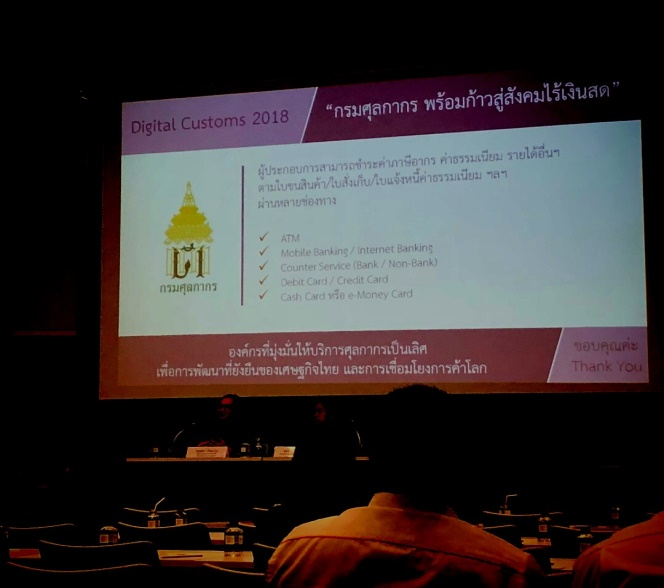 Digital Customs 2018
“กรมศุลกากร พร้อมก้าวสู่สังคมไร้เงินสด”
ผู้ประกอบการสามารถชำระค่าภาษีอากร ค่าธรรมเนียม รายได้อื่นๆ
ตามใบขนสินค้า/ใบสั่งเก็บ/ใบแจ้งหนี้ค่าธรรมเนียม ฯลฯ
ผ่านหลายช่องทาง
✓ ATM
✓ Mobile Banking / Internet Banking
✓ Counter Service (Bank / Non-Bank)
✓ Debit Card / Credit Card
✓ Cash Card หรือ e-Money Card
กรมศุลกากร
องค์กรที่มุ่งมั่นให้บริการศุลกากรเป็นเลิศ
เพื่อการพัฒนาที่ยั่งยืนของเศรษฐกิจไทย และการเชื่อมโยงการค้าโลก
ขอบคุณค่ะ
Thank You